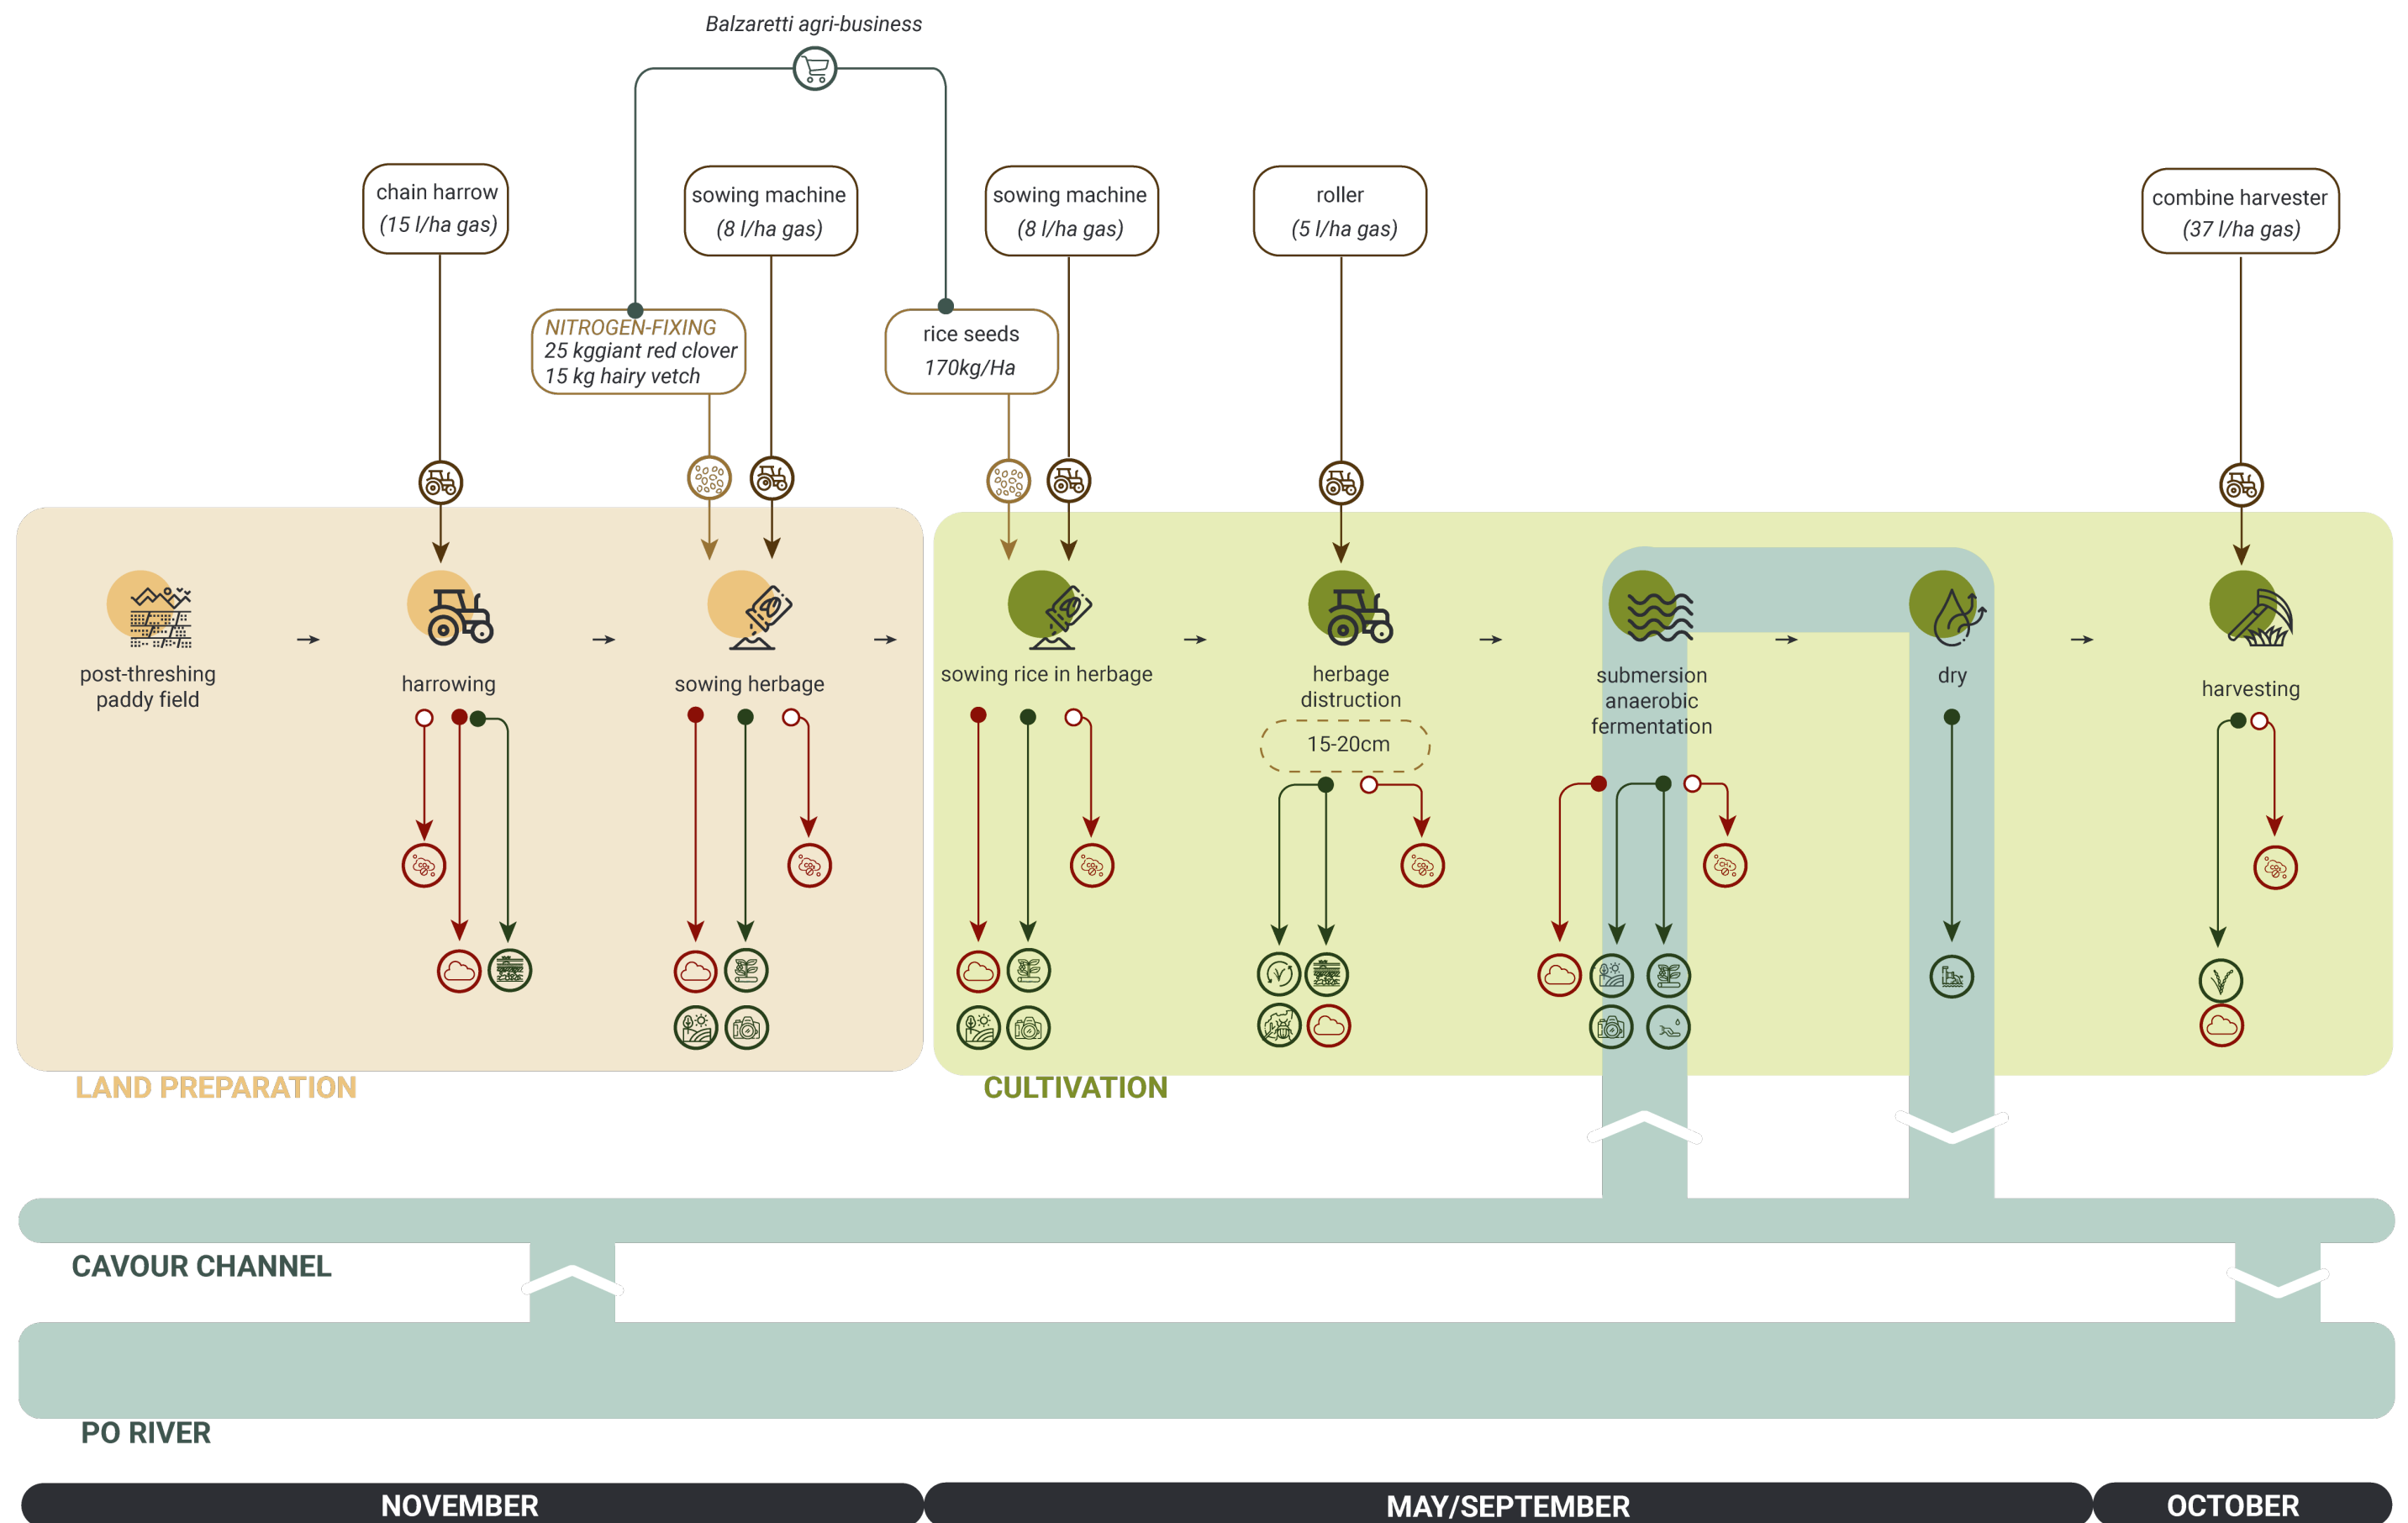 Balzaretti agri-business
chain harrow
(15 l/ha gas)
sowing machine
(8 l/ha gas)
sowing machine
(8 l/ha gas)
roller
(5 l/ha gas)
combine harvester
(37 l/ha gas)
NITROGEN-FIXING
25 kggiant red clover
15 kg hairy vetch
rice seeds
170kg/Ha
post-threshing
paddy field
harrowing
sowing herbage
sowing rice in herbage
herbage
distruction
15-20cm
submersion
anaerobic
fermentation
dry
harvesting
LAND PREPARATION
CULTIVATION
CAVOUR CHANNEL
PO RIVER
NOVEMBER
MAY/SEPTEMBER
OCTOBER